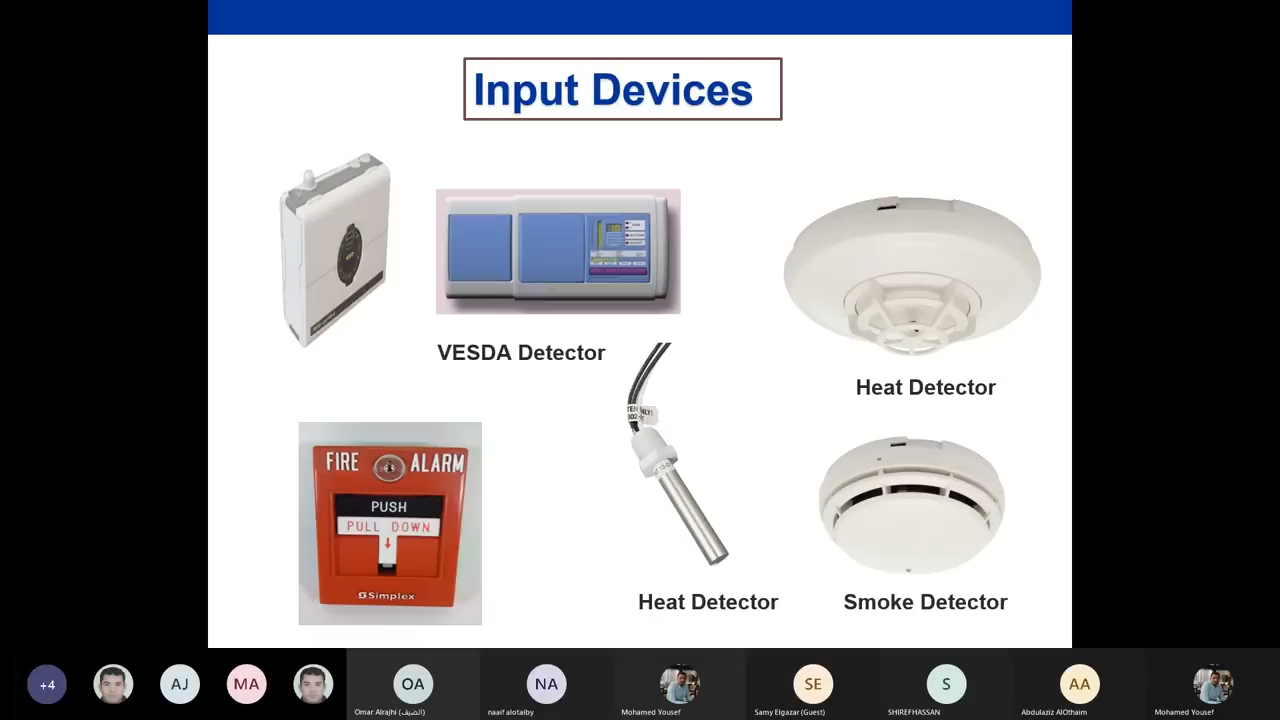 Input Devices
VESDA Detector
Heat Detector
FIRE ALARM
PUSH
PULL DOWN
Simplex
Heat Detector
Smoke Detector
+4
AJ
MA
OA
NA
SE
S
AA
Omar Alrajhi (الضيف)
naaif alotaiby
Mohamed Yousef
Samy Elgazar (Guest)
SHIREFHASSAN
Abdulaziz AlOthaim
Mohamed Yousef